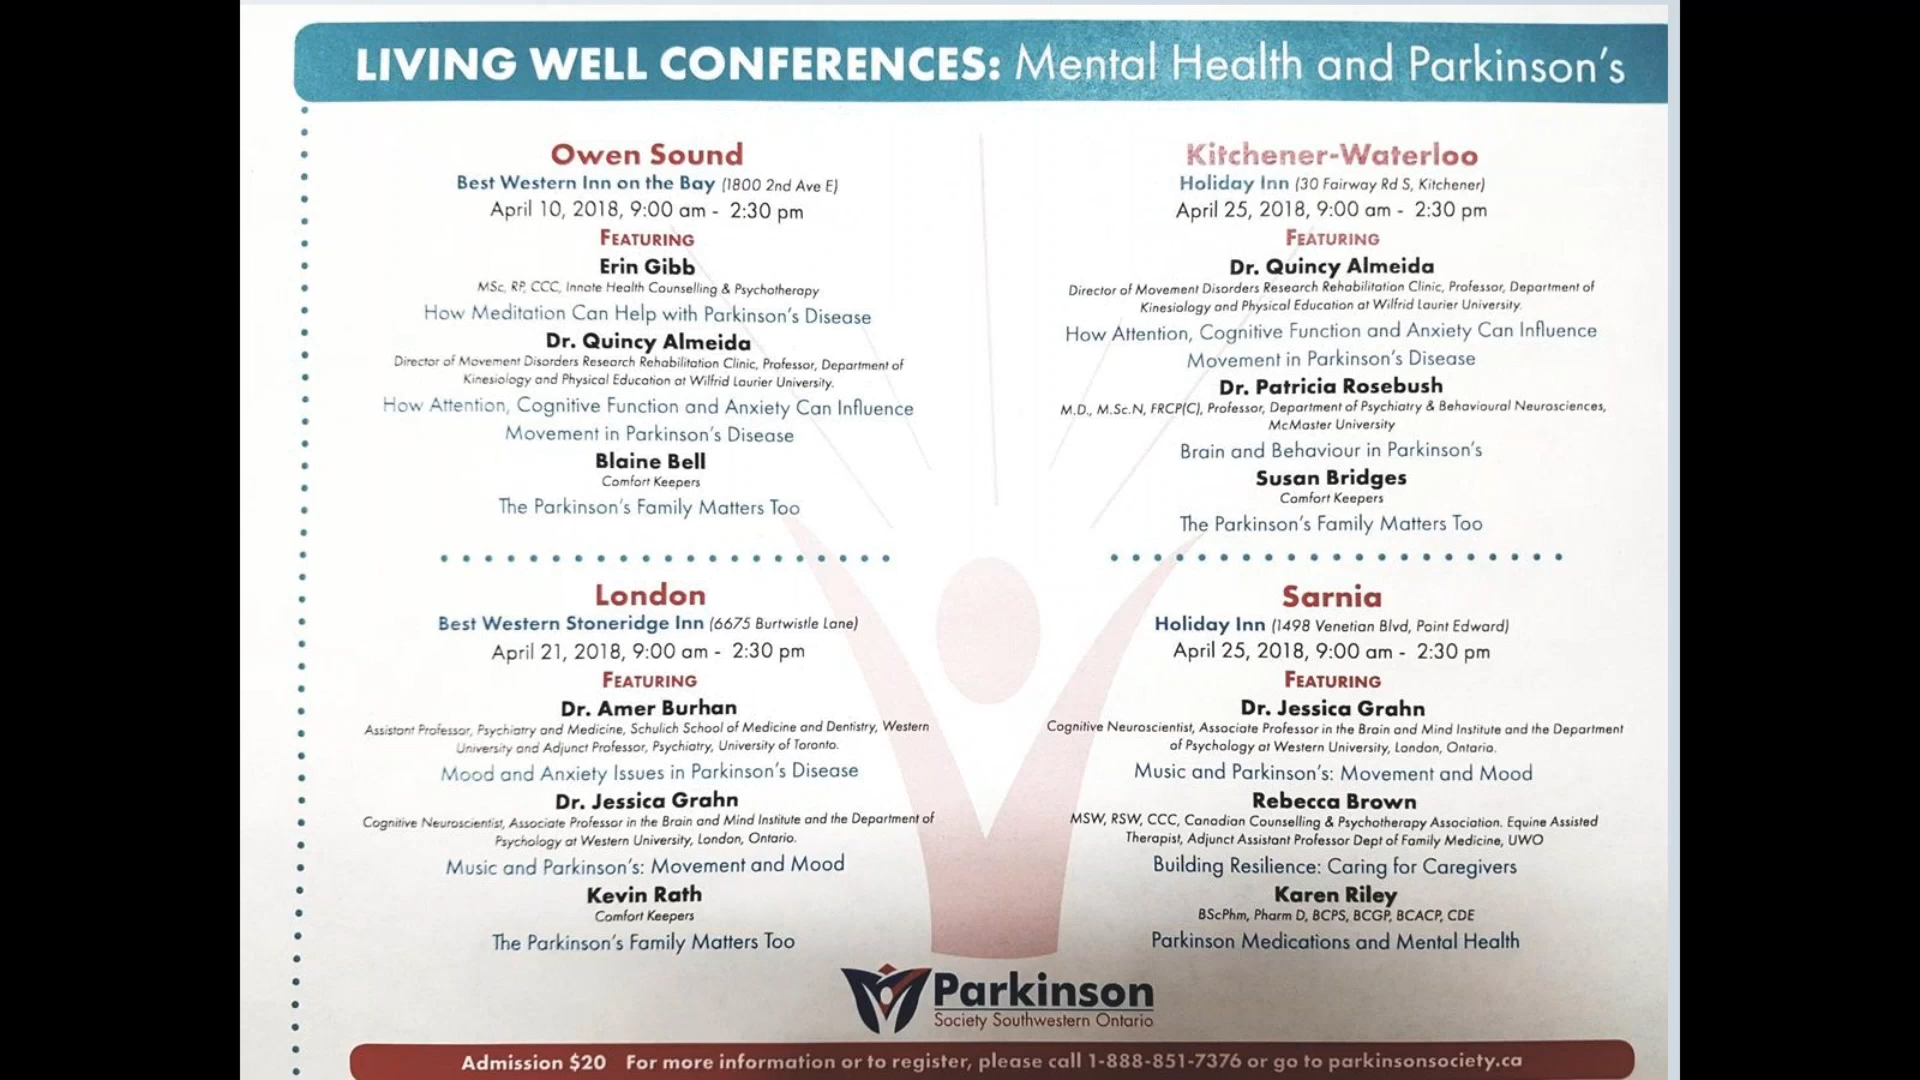 LIVING WELL CONFERENCES: Mental Health and Parkinson's
Owen Sound
Best Western Inn on the Bay (1800 2nd Ave E)
April 10, 2018, 9:00 am - 2:30 pm
FEATURING
Erin Gibb
MSc, RP, CCC, Innate Health Counselling & Psychotherapy
How Meditation Can Help with Parkinson's Disease
Dr. Quincy Almeida
Director of Movement Disorders Research Rehabilitation Clinic, Professor, Department of
Kinesiology and Physical Education at Wilfrid Laurier University.
How Attention, Cognitive Function and Anxiety Can Influence
Movement in Parkinson's Disease
Blaine Bell
Comfort Keepers
The Parkinson's Family Matters Too
Kitchener-Waterloo
Holiday Inn (30 Fairway Rd S, Kitchener)
April 25, 2018, 9:00 am - 2:30 pm
FEATURING
Dr. Quincy Almeida
Director of Movement Disorders Research Rehabilitation Clinic, Professor, Department of
Kinesiology and Physical Education at Wilfrid Laurier University.
How Attention, Cognitive Function and Anxiety Can Influence
Movement in Parkinson's Disease
Dr. Patricia Rosebush
M.D., M.Sc.N, FRCP(C), Professor, Department of Psychiatry & Behavioural Neurosciences,
McMaster University
Brain and Behaviour in Parkinson's
Susan Bridges
Comfort Keepers
The Parkinson's Family Matters Too
London
Best Western Stoneridge Inn (6675 Burtwistle Lane)
April 21, 2018, 9:00 am - 2:30 pm
FEATURING
Dr. Amer Burhan
Assistant Professor, Psychiatry and Medicine, Schulich School of Medicine and Dentistry, Western
University and Adjunct Professor, Psychiatry, University of Toronto.
Mood and Anxiety Issues in Parkinson's Disease
Dr. Jessica Grahn
Cognitive Neuroscientist, Associate Professor in the Brain and Mind Institute and the Department of
Psychology at Western University, London, Ontario.
Music and Parkinson's: Movement and Mood
Kevin Rath
Comfort Keepers
The Parkinson's Family Matters Too
Sarnia
Holiday Inn (1498 Venetian Blvd, Point Edward)
April 25, 2018, 9:00 am - 2:30 pm
FEATURING
Dr. Jessica Grahn
Cognitive Neuroscientist, Associate Professor in the Brain and Mind Institute and the Department
of Psychology at Western University, London, Ontario.
Music and Parkinson's: Movement and Mood
Rebecca Brown
MSW, RSW, CCC, Canadian Counselling & Psychotherapy Association. Equine Assisted
Therapist, Adjunct Assistant Professor Dept of Family Medicine, UWO
Building Resilience: Caring for Caregivers
Karen Riley
BScPhm, Pharm D, BCPS, BCGP, BCACP, CDE
Parkinson Medications and Mental Health
Parkinson
Society Southwestern Ontario
Admission $20 For more information or to register, please call 1-888-851-7376 or go to parkinsonsociety.ca